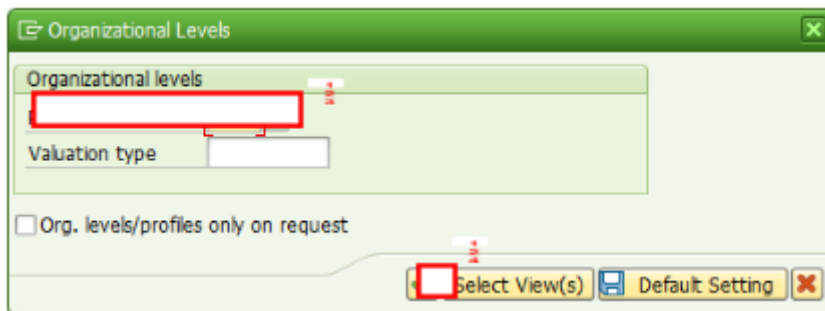 Organizational Levels
Organizational levels
Valuation type
Org. levels/profiles only on request
Select View(s) Default Setting